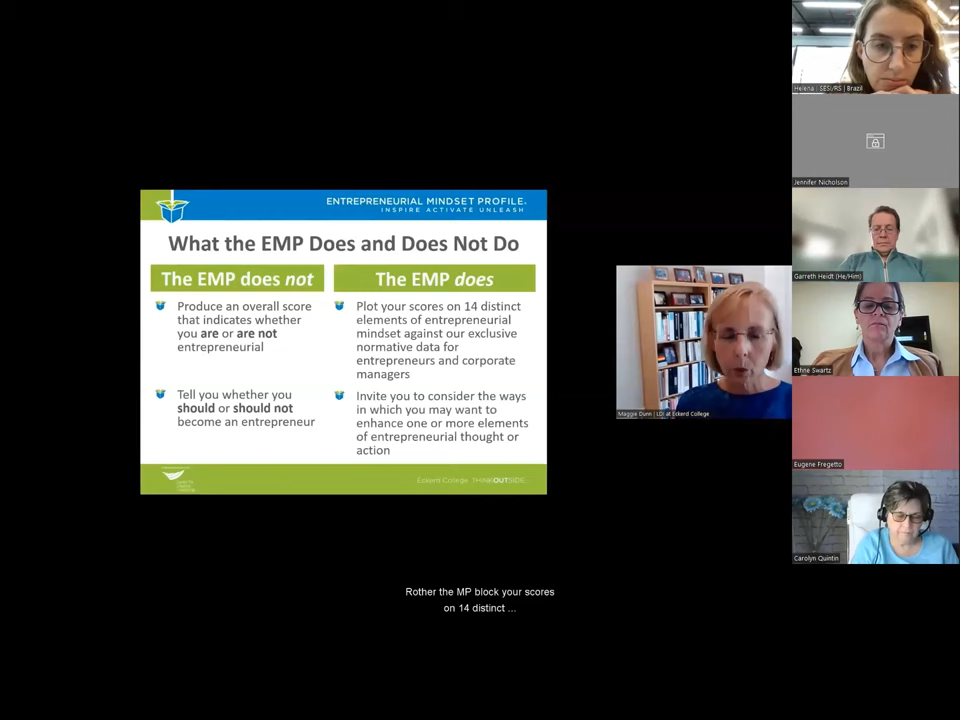 ENTREPRENEURIAL MINDSET PROFILE
INSPIRE ACTIVATE UNLEASH
What the EMP Does and Does Not Do
The EMP does not
Produce an overall score
that indicates whether
you are or are not
entrepreneurial
Tell you whether you
should or should not
become an entrepreneur
The EMP does
Plot your scores on 14 distinct
elements of entrepreneurial
mindset against our exclusive
normative data for
entrepreneurs and corporate
managers
Invite you to consider the ways
in which you may want to
enhance one or more elements
of entrepreneurial thought or
action
Eckerd College. THINKOUTSIDE
Maggie Dunn | LDI at Eckerd College
Helena | SESI/RS | Brazil
Jennifer Nicholson
Garreth Heidt (He/Him)
Ethne Swartz
Eugene Fregetto
Carolyn Quintin
Rother the MP block your scores
on 14 distinct ...